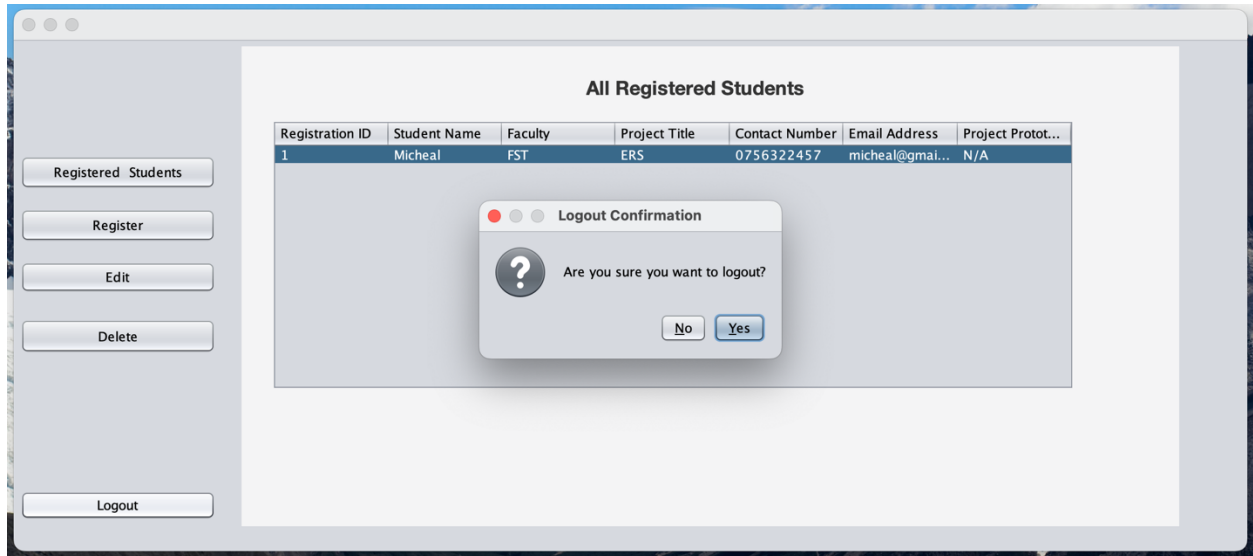 All Registered Students
Registration ID Student Name Faculty Project Title Contact Number Email Address Project Protot...
1 Micheal FST ERS 0756322457 micheal@gmai... N/A
Registered Students
Register
Edit
Delete
Logout
Logout Confirmation
?
Are you sure you want to logout?
No Yes